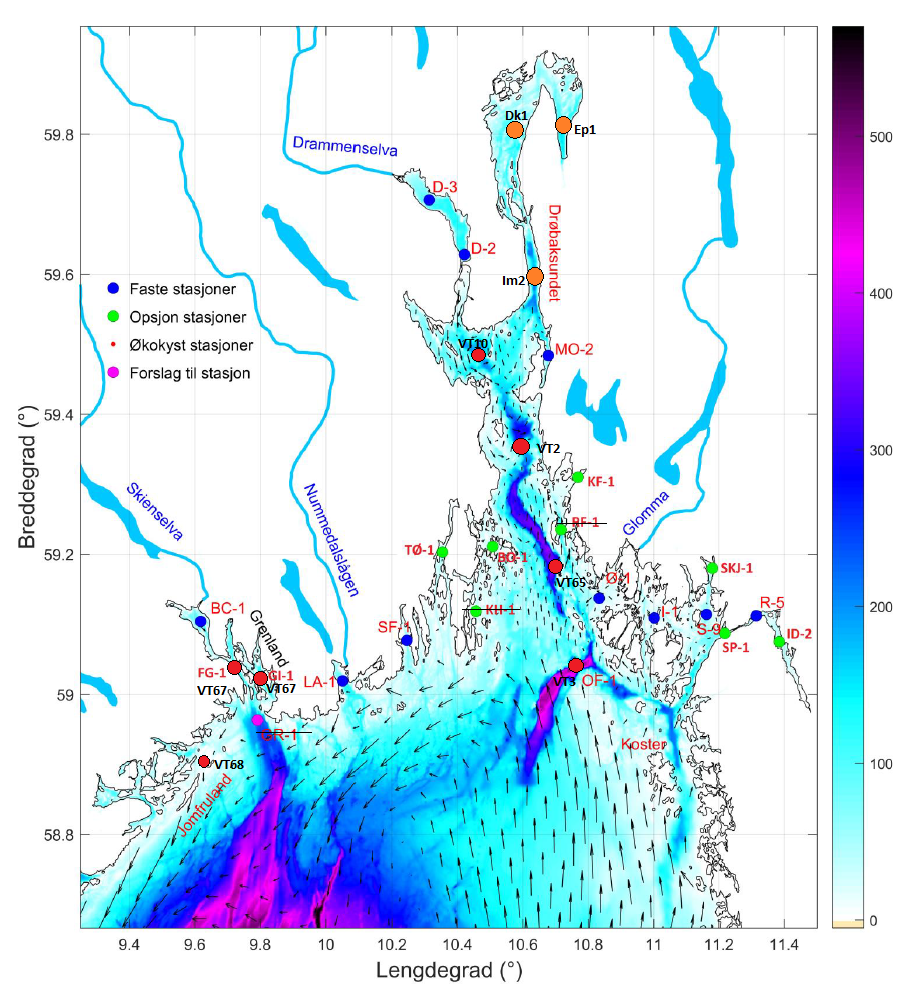 59.8
59.6
59.4
59.2
59
58.8
Breddegrad (°)
9.4
9.6
9.8
10
10.2
10.4
10.6
10.8
11
11.2
11.4
Lengdegrad (°)
500
400
300
200
100
0
Faste stasjoner
Opsjon stasjoner
Økokyst stasjoner
Forslag til stasjon
Dk1
Ep1
Drammenselva
D-3
D-2
Drøbaksundet
Im2
VT10
MO-2
VT2
KF-1
RF-1
Skienselva
Nummedalslågen
Glomma
TØ-1
BO-1
VT65
Ø-1
SKJ-1
KU-1
BC-1
Grenland
SF-1
I-1
S-9
R-5
SP-1
ID-2
FG-1
GI-1
VT67
VT67
LA-1
VT3
OF-1
GR-1
Koster
VT68
Jomfruland